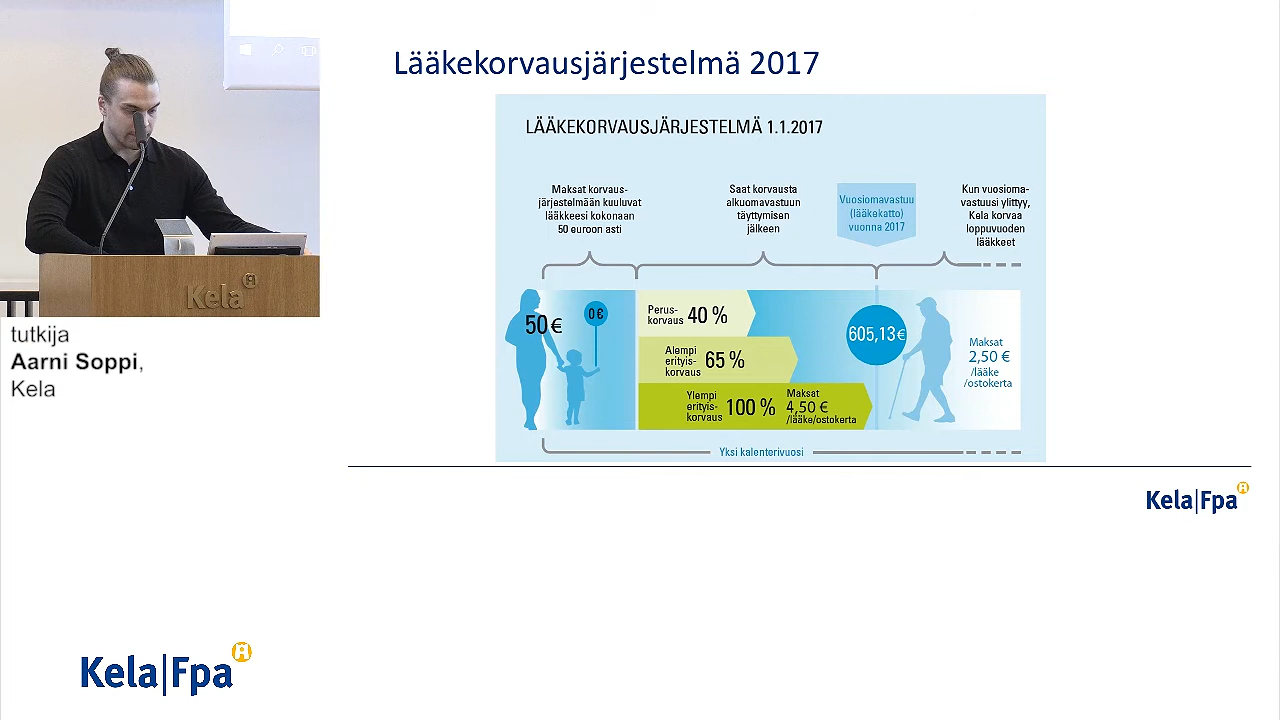 Lääkekorvausjärjestelmä 2017
LÄÄKEKORVAUSJÄRJESTELMÄ 1.1.2017
Maksat korvaus-
järjestelmään kuuluvat
lääkkeesi kokonaan
50 euroon asti
Saat korvausta
alkuomavastuun
täyttymisen
jälkeen
Vuosiomavastuu
(lääkekatto)
vuonna 2017
Kun vuosioma-
vastuusi ylittyy,
Kela korvaa
loppuvuoden
lääkkeet
50 €
0 €
Perus-
korvaus 40 %
Alempi
erityis-
korvaus 65 %
Ylempi
erityis-
korvaus 100 %
Maksat
4,50 €
/lääke/ostokerta
605,13 €
Maksat
2,50 €
/lääke
/ostokerta
Yksi kalenterivuosi
Kela
tutkija
Aarni Soppi,
Kela
Kela|Fpa
Kela|Fpa